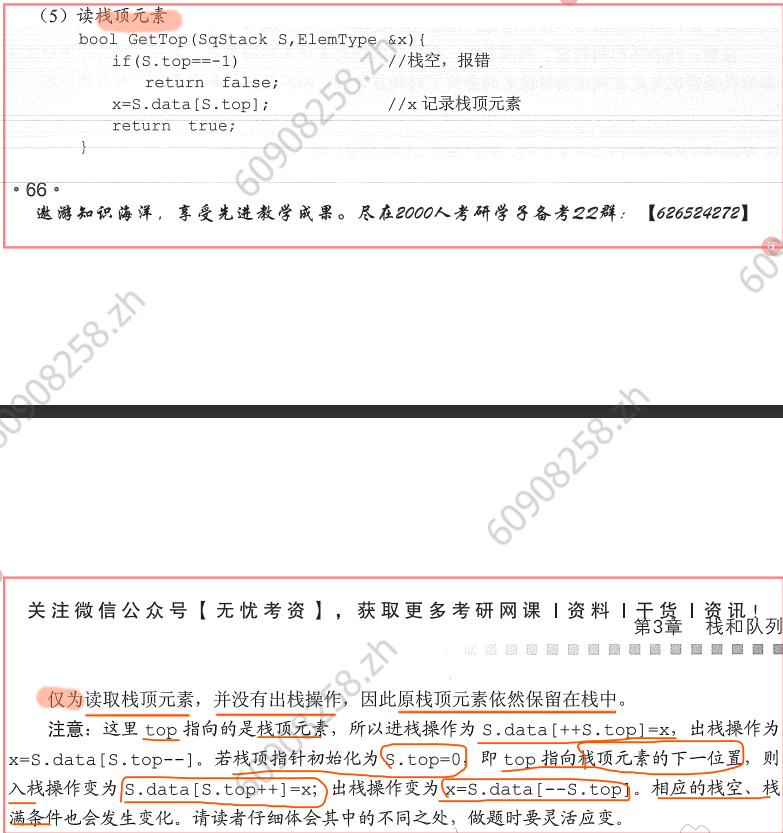 （5）读栈顶元素
bool GetTop(SqStack S,ElemType &x){
if(S.top==-1) //栈空，报错
return false;
x=S.data[S.top]; //x 记录栈顶元素
return true;
}
• 66 •
遨游知识海洋，享受先进教学成果。尽在2000人考研学子备考QQ群：【626524272】
60908258.zh
60
60908258.zh
60908258.zh
关注微信公众号【无忧考资】，获取更多考研网课 | 资料 | 干货 | 资讯！
第3章 栈和队列
仅为读取栈顶元素，并没有出栈操作，因此原栈顶元素依然保留在栈中。
注意：这里 top 指向的是栈顶元素，所以进栈操作为 S.data[++S.top]=x，出栈操作为
x=S.data[S.top--]。若栈顶指针初始化为 S.top=0，即 top 指向栈顶元素的下一位置，则
入栈操作变为 S.data[S.top++]=x；出栈操作变为 x=S.data[--S.top]。相应的栈空、栈
满条件也会发生变化。请读者仔细体会其中的不同之处，做题时要灵活应变。
60908258.zh